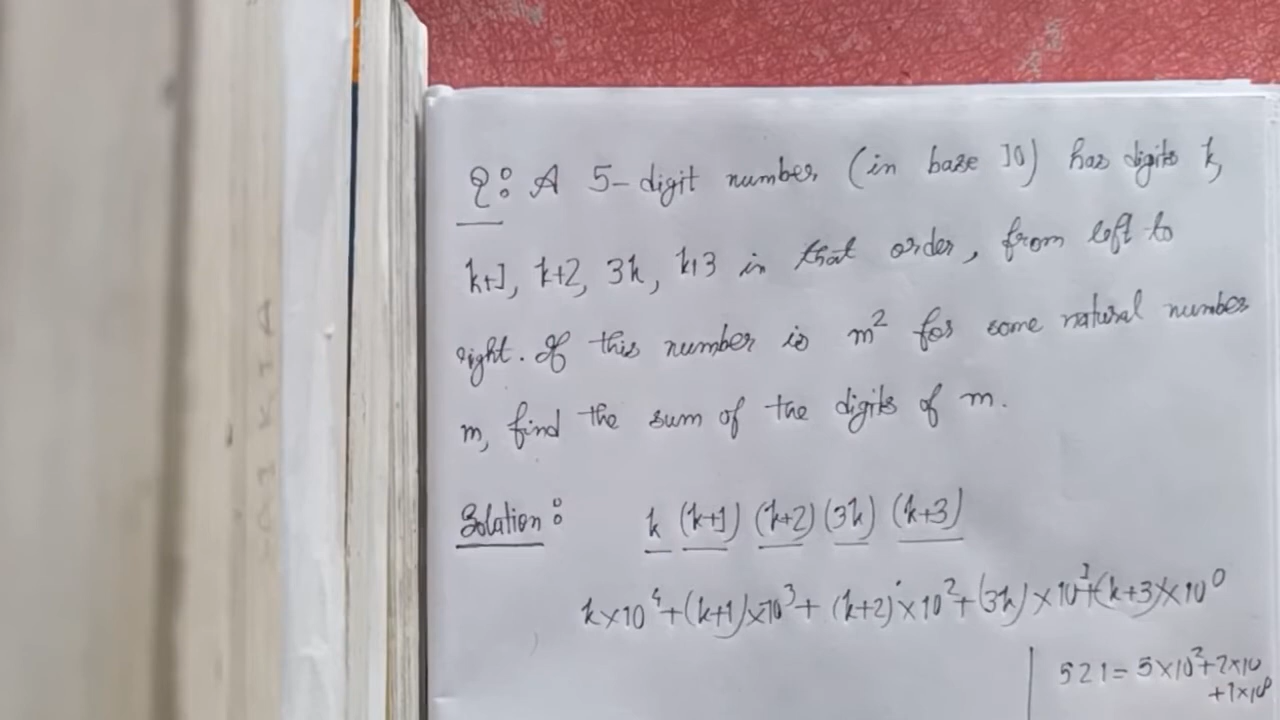 Q: A 5-digit number (in base 10) has digits k,
k+1, k+2, 3k, k+3 in that order, from left to
right. If this number is m² for some natural number
m, find the sum of the digits of m.
Solution: k (k+1) (k+2) (3k) (k+3)
k×10⁴+(k+1)×10³+(k+2)×10²+(3k)×10¹+(k+3)×10⁰
521=5×10²+2×10
+1×10⁰